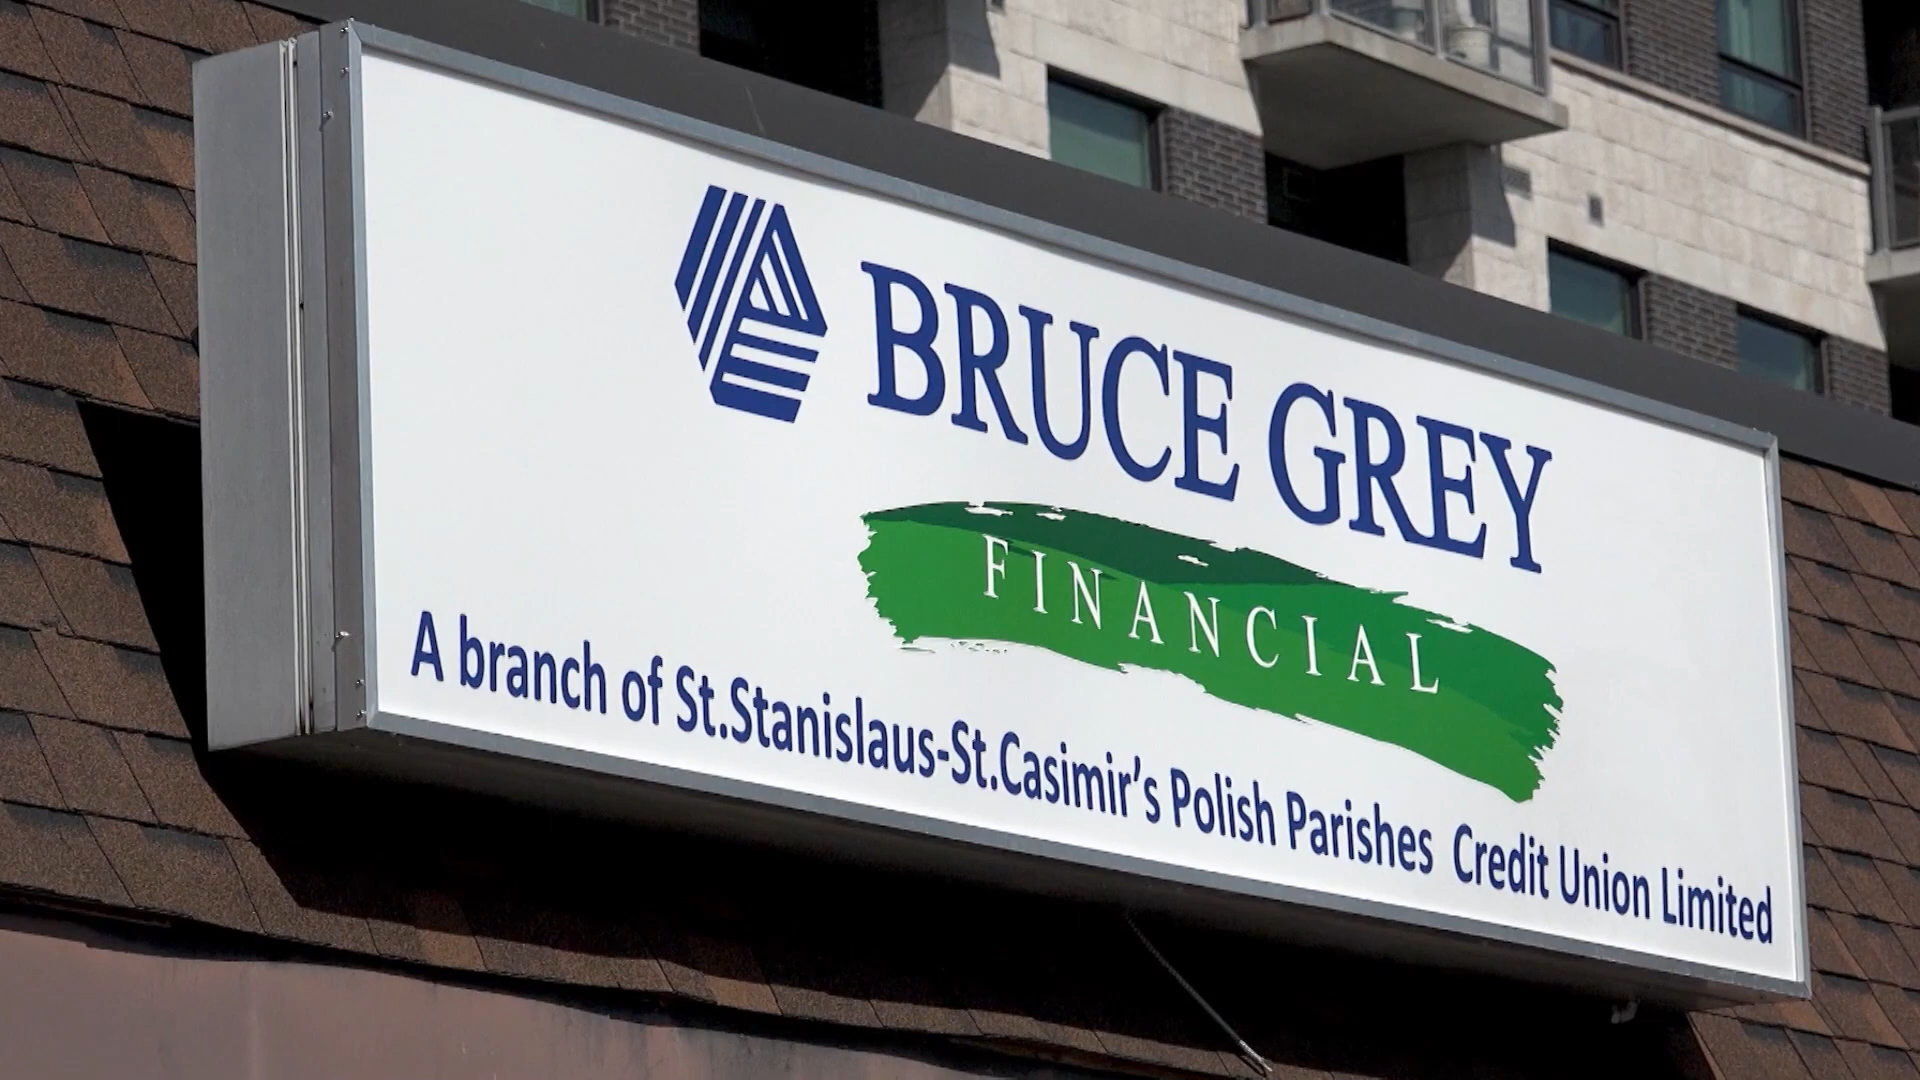 BRUCE GREY
FINANCIAL
A branch of St.Stanislaus-St.Casimir's Polish Parishes Credit Union Limited